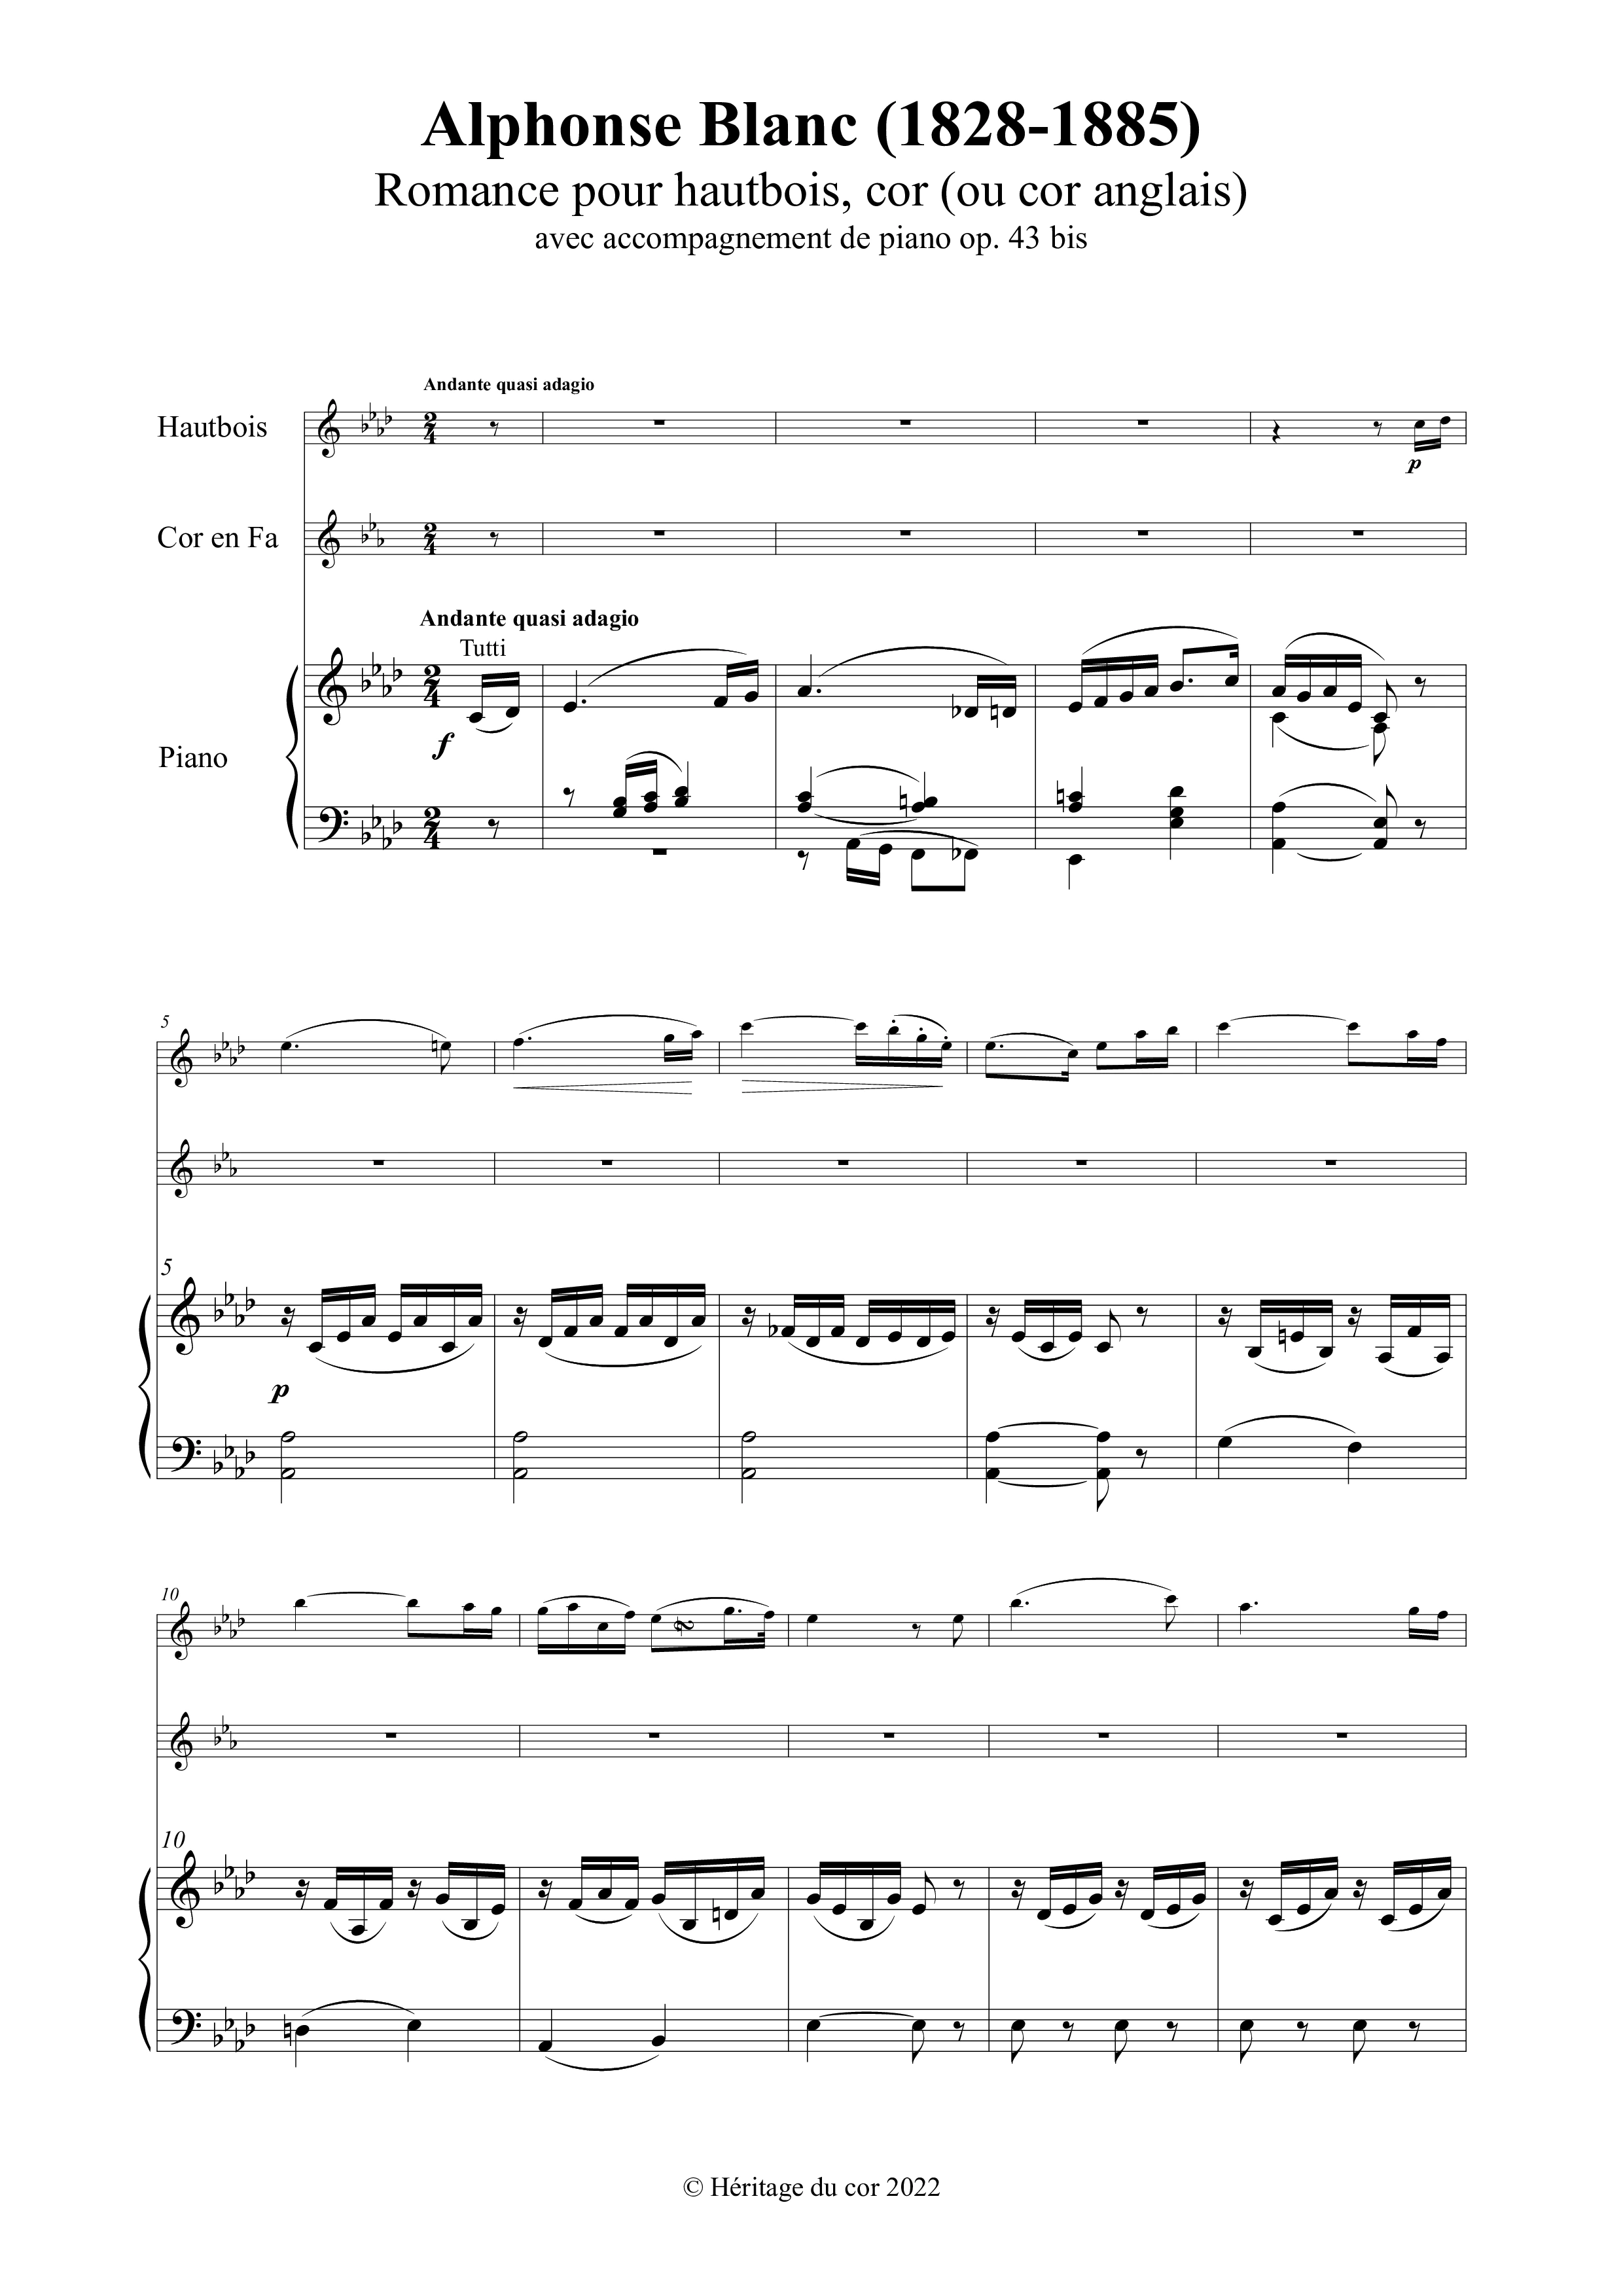 Alphonse Blanc (1828-1885)
Romance pour hautbois, cor (ou cor anglais)
avec accompagnement de piano op. 43 bis
Andante quasi adagio
Hautbois
p
Cor en Fa
Andante quasi adagio
Tutti
f
Piano
5
5
p
10
10
© Héritage du cor 2022